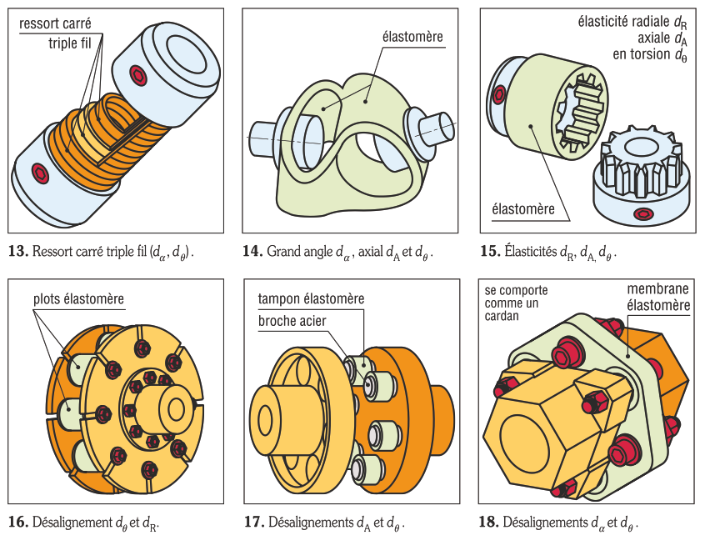 ressort carré
triple fil
13. Ressort carré triple fil (dα, dθ).
élastomère
14. Grand angle dα, axial dA et dθ.
élasticité radiale dR
axiale dA
en torsion dθ
élastomère
15. Élasticités dR, dA, dθ.
plots élastomère
16. Désalignement dθ et dR.
tampon élastomère
broche acier
17. Désalignements dA et dθ.
se comporte
comme un
cardan
membrane
élastomère
18. Désalignements dα et dθ.